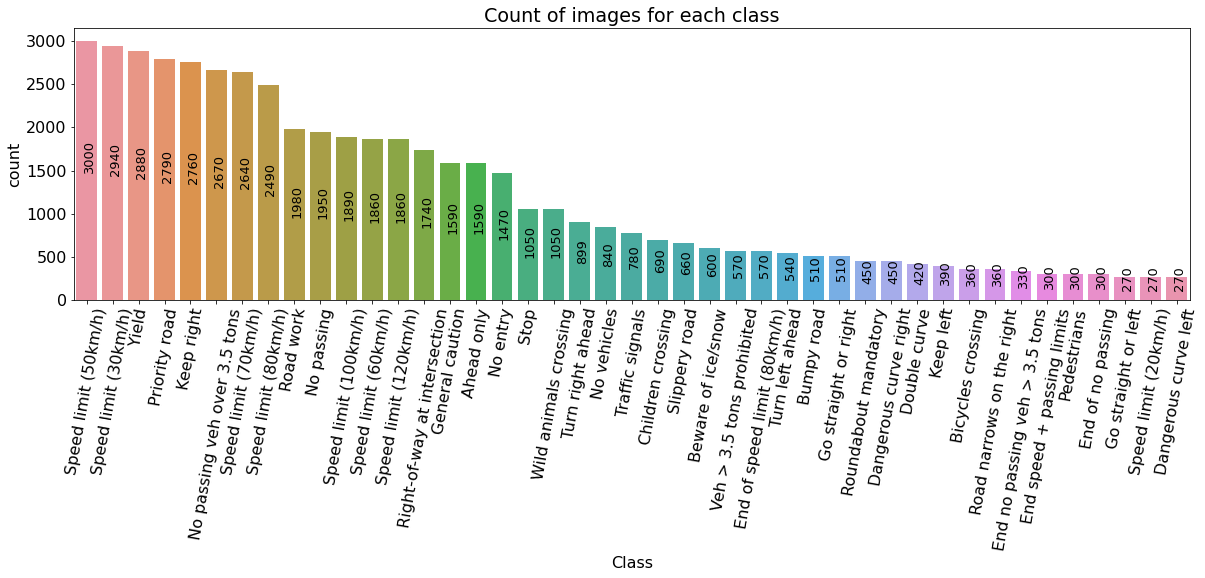 Count of images for each class
count
3000
2500
2000
1500
1000
500
0
3000
2940
2880
2790
2760
2670
2640
2490
1980
1950
1890
1860
1860
1740
1590
1590
1470
1050
1050
899
840
780
690
660
600
570
570
540
510
510
450
450
420
390
360
360
330
300
300
300
270
270
270
Speed limit (50km/h)
Speed limit (30km/h)
Yield
Priority road
Keep right
No passing veh over 3.5 tons
Speed limit (70km/h)
Speed limit (80km/h)
Road work
No passing
Speed limit (100km/h)
Speed limit (60km/h)
Speed limit (120km/h)
Right-of-way at intersection
General caution
Ahead only
No entry
Stop
Wild animals crossing
Turn right ahead
No vehicles
Traffic signals
Children crossing
Slippery road
Beware of ice/snow
Veh > 3.5 tons prohibited
End of speed limit (80km/h)
Turn left ahead
Bumpy road
Go straight or right
Roundabout mandatory
Dangerous curve right
Double curve
Keep left
Bicycles crossing
Road narrows on the right
End no passing veh > 3.5 tons
End speed + passing limits
Pedestrians
End of no passing
Go straight or left
Speed limit (20km/h)
Dangerous curve left
Class